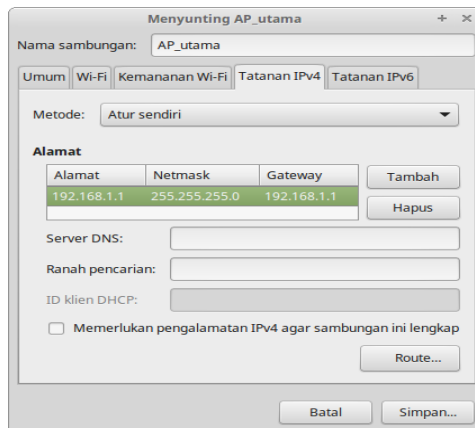 Menyunting AP_utama
Nama sambungan: AP_utama
Umum Wi-Fi Kemananan Wi-Fi Tatanan IPv4 Tatanan IPv6
Metode: Atur sendiri
Alamat
Alamat Netmask Gateway Tambah
192.168.1.1 255.255.255.0 192.168.1.1
Hapus
Server DNS:
Ranah pencarian:
ID klien DHCP:
Memerlukan pengalamatan IPv4 agar sambungan ini lengkap
Route...
Batal Simpan...